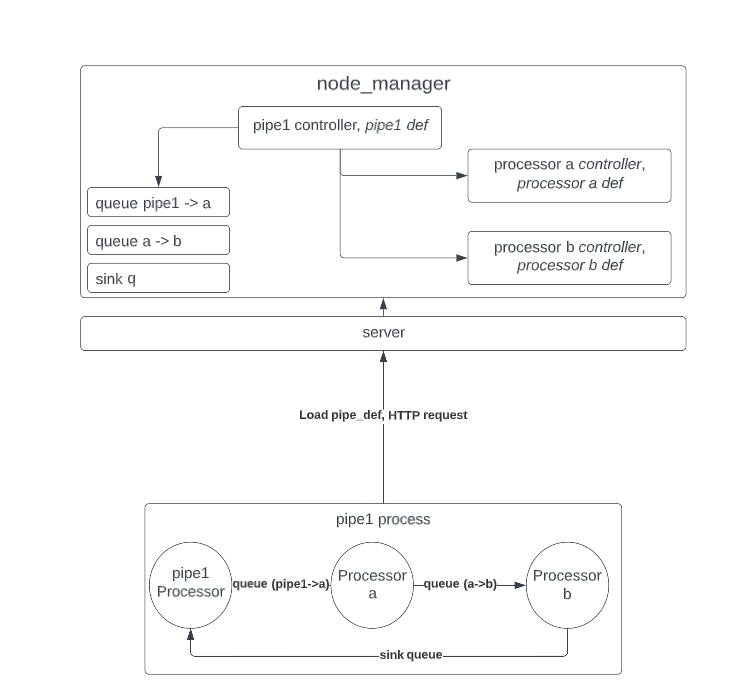 node_manager
pipe1 controller, pipe1 def
processor a controller,
processor a def
queue pipe1 -> a
queue a -> b
sink q
processor b controller,
processor b def
server
Load pipe_def, HTTP request
pipe1 process
pipe1
Processor
queue (pipe1->a)
Processor
a
queue (a->b)
Processor
b
sink queue